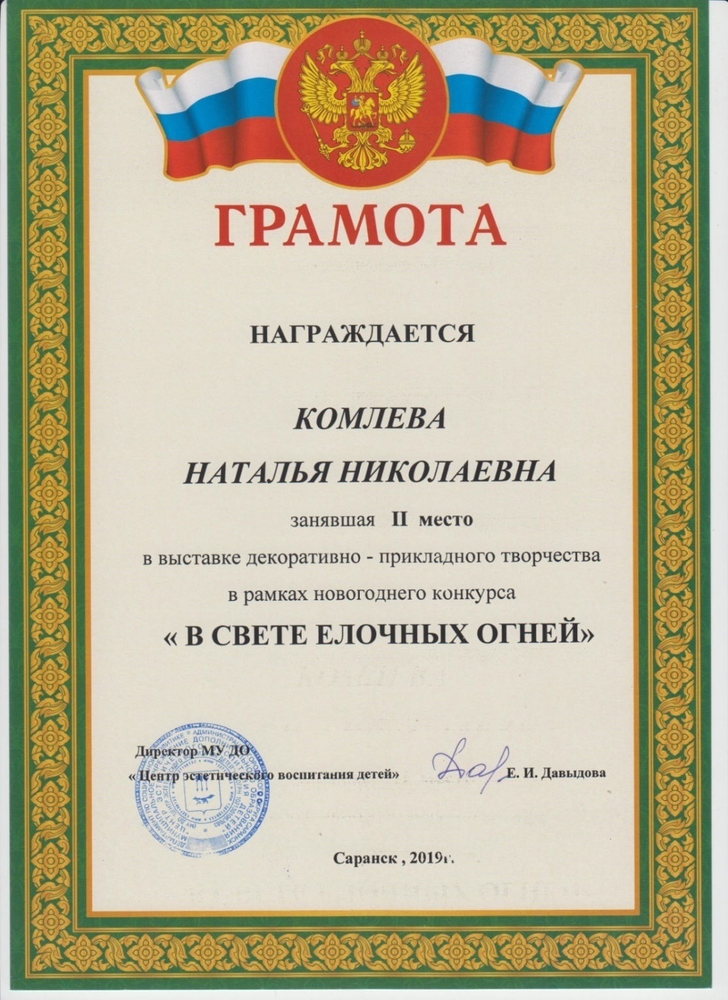 ГРАМОТА
НАГРАЖДАЕТСЯ
КОМЛЕВА
НАТАЛЬЯ НИКОЛАЕВНА
занявшая II место
в выставке декоративно - прикладного творчества
в рамках новогоднего конкурса
« В СВЕТЕ ЕЛОЧНЫХ ОГНЕЙ»
Директор МУ ДО
« Центр эстетического воспитания детей» Е. И. Давыдова
Саранск , 2019г.